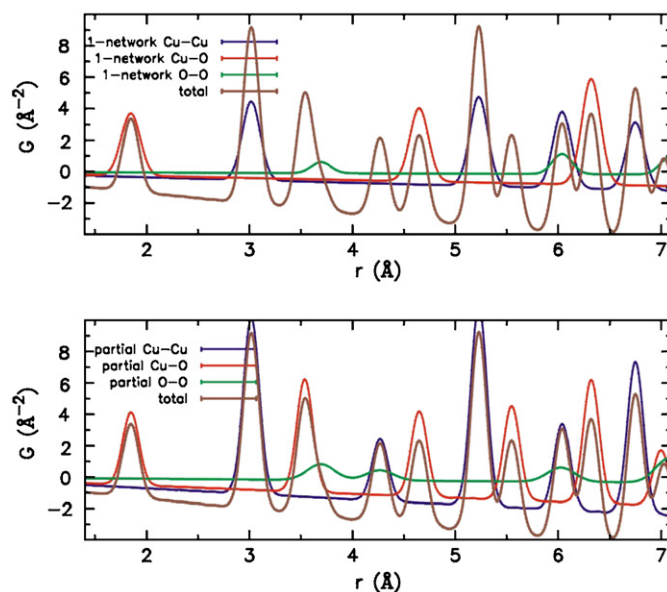 1-network Cu-Cu
1-network Cu-O
1-network O-O
total
G (Å⁻²)
8
6
4
2
0
−2
2 3 4 5 6 7
r (Å)
partial Cu-Cu
partial Cu-O
partial O-O
total
G (Å⁻²)
8
6
4
2
0
−2
2 3 4 5 6 7
r (Å)